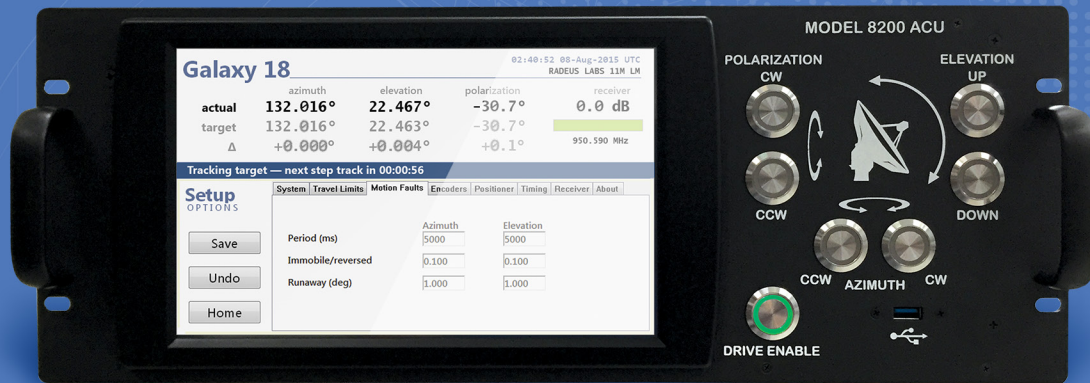 Galaxy 18
02:40:52 08-Aug-2015 UTC
RADEUS LABS 11M LM
azimuth elevation polarization receiver
actual 132.016° 22.467° -30.7° 0.0 dB
target 132.016° 22.463° -30.7°
Δ +0.000° +0.004° +0.1° 950.590 MHz
Tracking target — next step track in 00:00:56
Setup
OPTIONS
Save
Undo
Home
System Travel Limits Motion Faults Encoders Positioner Timing Receiver About
Azimuth Elevation
Period (ms) 5000 5000
Immobile/reversed 0.100 0.100
Runaway (deg) 1.000 1.000
MODEL 8200 ACU
POLARIZATION
CW
CCW
ELEVATION
UP
DOWN
CCW AZIMUTH CW
DRIVE ENABLE